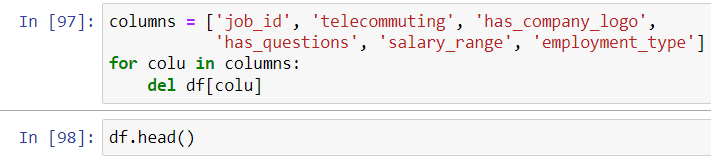 In [97]: columns = ['job_id', 'telecommuting', 'has_company_logo',
'has_questions', 'salary_range', 'employment_type']
for colu in columns:
del df[colu]
In [98]: df.head()